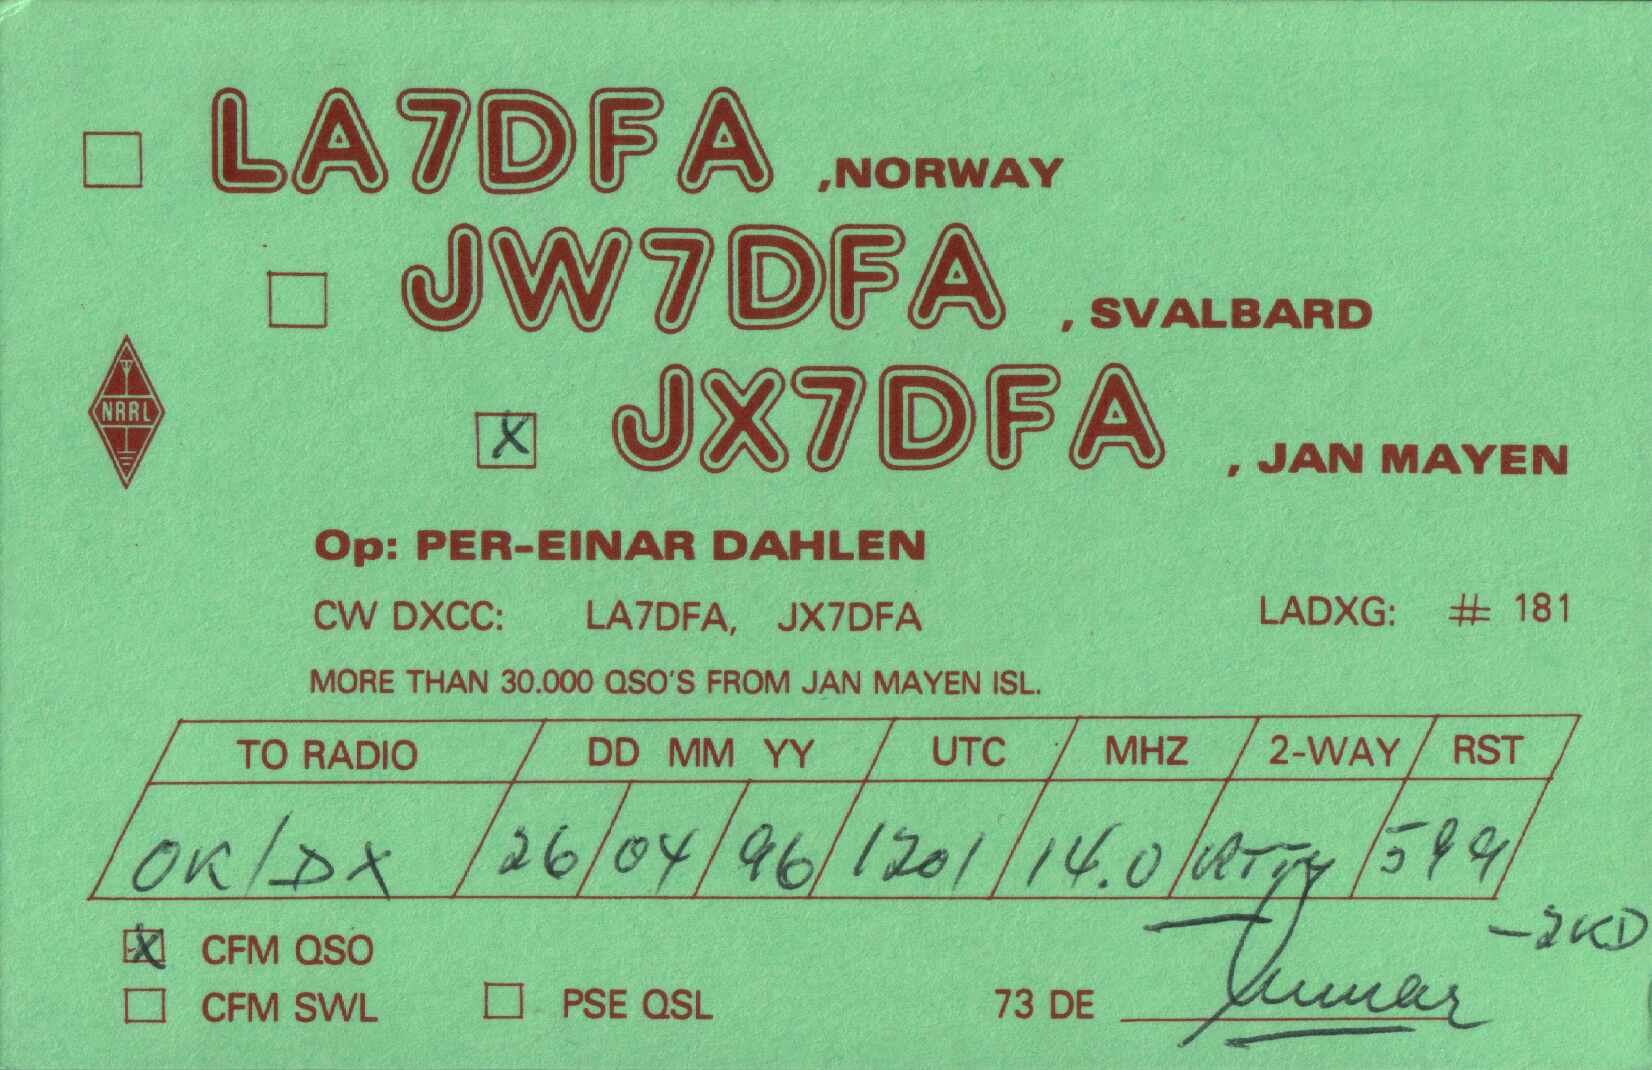 LA7DFA ,NORWAY
JW7DFA , SVALBARD
NRRL
X JX7DFA , JAN MAYEN
Op: PER-EINAR DAHLEN
CW DXCC: LA7DFA, JX7DFA LADXG: # 181
MORE THAN 30.000 QSO'S FROM JAN MAYEN ISL.
TO RADIO DD MM YY UTC MHZ 2-WAY RST
OK/DX 26 04 96 1201 14.0 RTTY 599
X CFM QSO -2KD
CFM SWL PSE QSL 73 DE